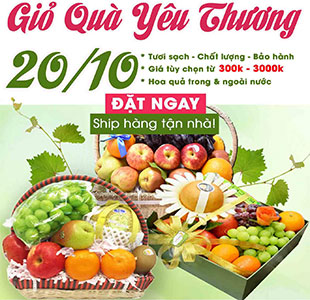 Giỏ Quà Yêu Thương
20/10
* Tươi sạch - Chất lượng - Bảo hành
* Giá tùy chọn từ 300k - 3000k
* Hoa quả trong & ngoài nước
ĐẶT NGAY
Ship hàng tận nhà!